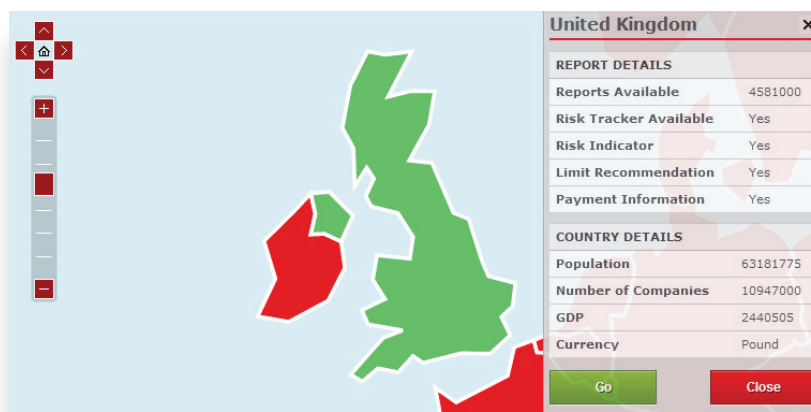 United Kingdom ×
REPORT DETAILS
Reports Available 4581000
Risk Tracker Available Yes
Risk Indicator Yes
Limit Recommendation Yes
Payment Information Yes
COUNTRY DETAILS
Population 63181775
Number of Companies 10947000
GDP 2440505
Currency Pound
Go Close